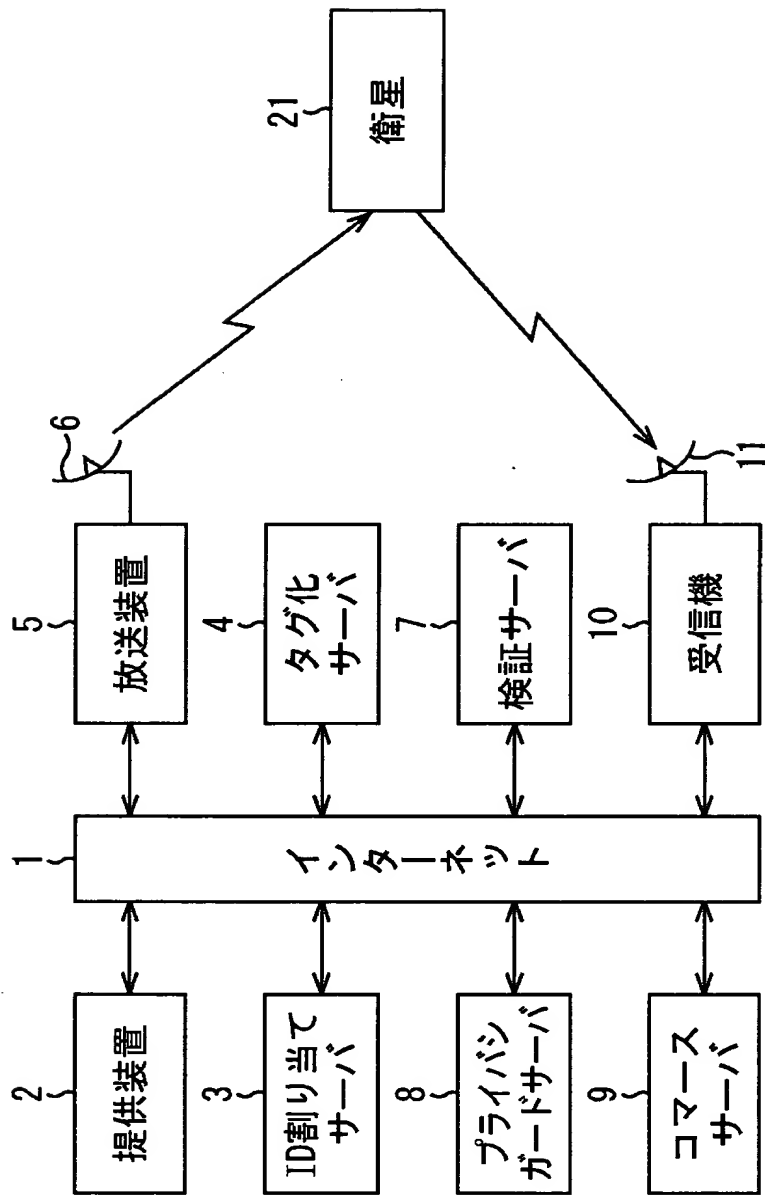 2
提供装置
3
ID割り当て
サーバ
8
プライバシ
ガードサーバ
9
コマース
サーバ
1
インターネット
5
放送装置
4
タグ化
サーバ
7
検証サーバ
10
受信機
6
11
21
衛星